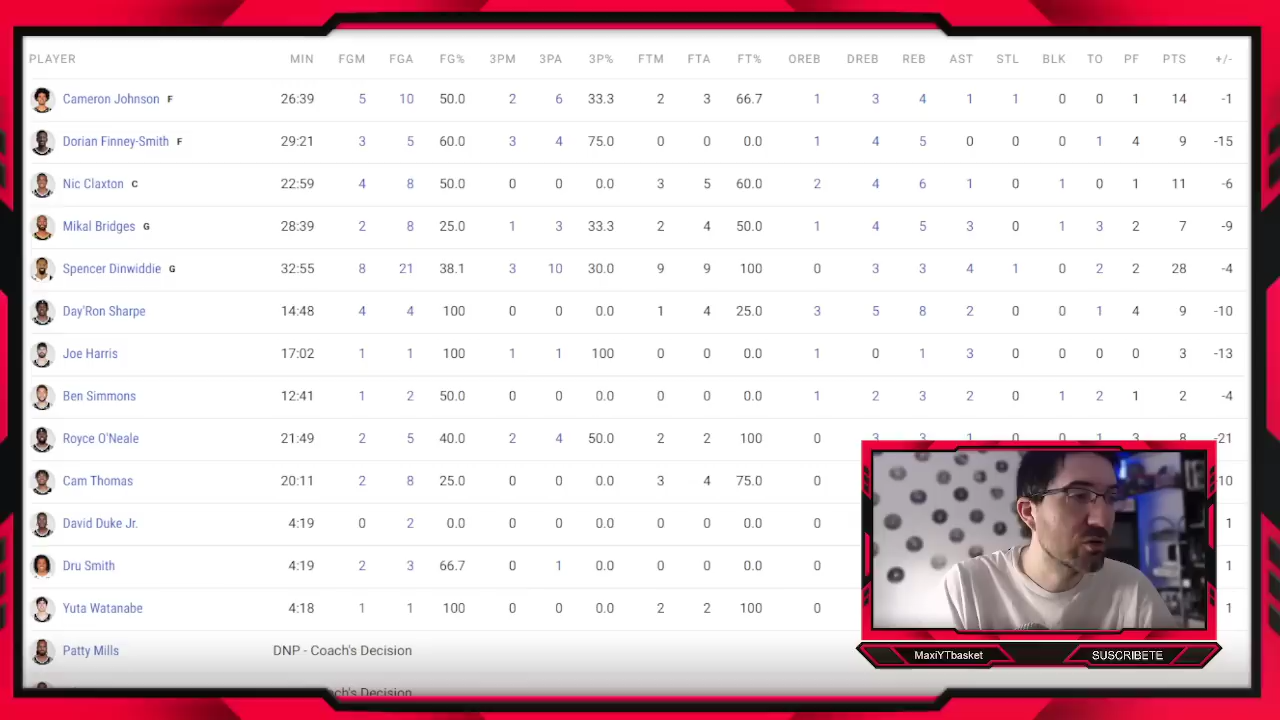 PLAYER MIN FGM FGA FG% 3PM 3PA 3P% FTM FTA FT% OREB DREB REB AST STL BLK TO PF PTS +/-
Cameron Johnson F 26:39 5 10 50.0 2 6 33.3 2 3 66.7 1 3 4 1 1 0 0 1 14 -1
Dorian Finney-Smith F 29:21 3 5 60.0 3 4 75.0 0 0 0.0 1 4 5 0 0 0 1 4 9 -15
Nic Claxton C 22:59 4 8 50.0 0 0 0.0 3 5 60.0 2 4 6 1 0 1 0 1 11 -6
Mikal Bridges G 28:39 2 8 25.0 1 3 33.3 2 4 50.0 1 4 5 3 0 1 3 2 7 -9
Spencer Dinwiddie G 32:55 8 21 38.1 3 10 30.0 9 9 100 0 3 3 4 1 0 2 2 28 -4
Day'Ron Sharpe 14:48 4 4 100 0 0 0.0 1 4 25.0 3 5 8 2 0 0 1 4 9 -10
Joe Harris 17:02 1 1 100 1 1 100 0 0 0.0 1 0 1 3 0 0 0 0 3 -13
Ben Simmons 12:41 1 2 50.0 0 0 0.0 0 0 0.0 1 2 3 2 0 1 2 1 2 -4
Royce O'Neale 21:49 2 5 40.0 2 4 50.0 2 2 100 0 3 3 1 0 0 1 3 8 -21
Cam Thomas 20:11 2 8 25.0 0 0 0.0 3 4 75.0 0 10
David Duke Jr. 4:19 0 2 0.0 0 0 0.0 0 0 0.0 0 1
Dru Smith 4:19 2 3 66.7 0 1 0.0 0 0 0.0 0 1
Yuta Watanabe 4:18 1 1 100 0 0 0.0 2 2 100 0 1
Patty Mills DNP - Coach's Decision
Coach's Decision
MaxiYTbasket
SUSCRIBETE